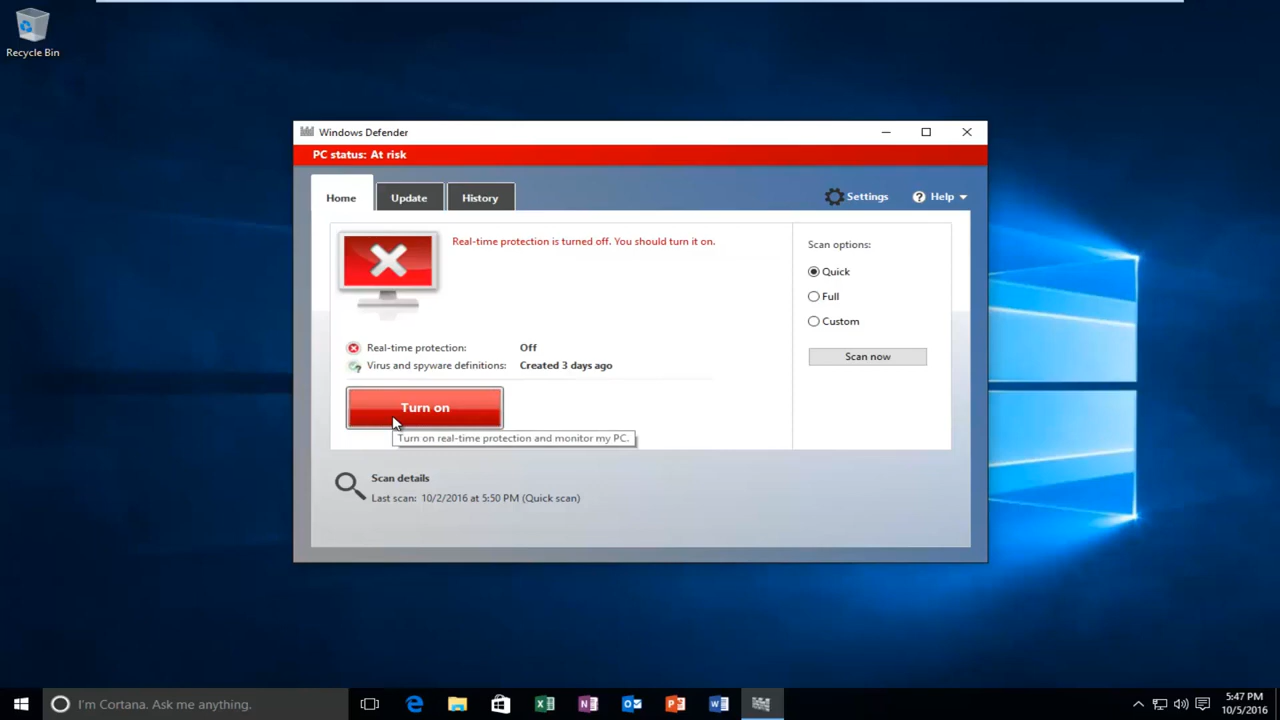 Recycle Bin
Windows Defender
PC status: At risk
Home
Update
History
Settings
Help
Real-time protection is turned off. You should turn it on.
Scan options:
Quick
Full
Custom
Scan now
Real-time protection: Off
Virus and spyware definitions: Created 3 days ago
Turn on
Turn on real-time protection and monitor my PC.
Scan details
Last scan: 10/2/2016 at 5:50 PM (Quick scan)
I'm Cortana. Ask me anything.
5:47 PM
10/5/2016